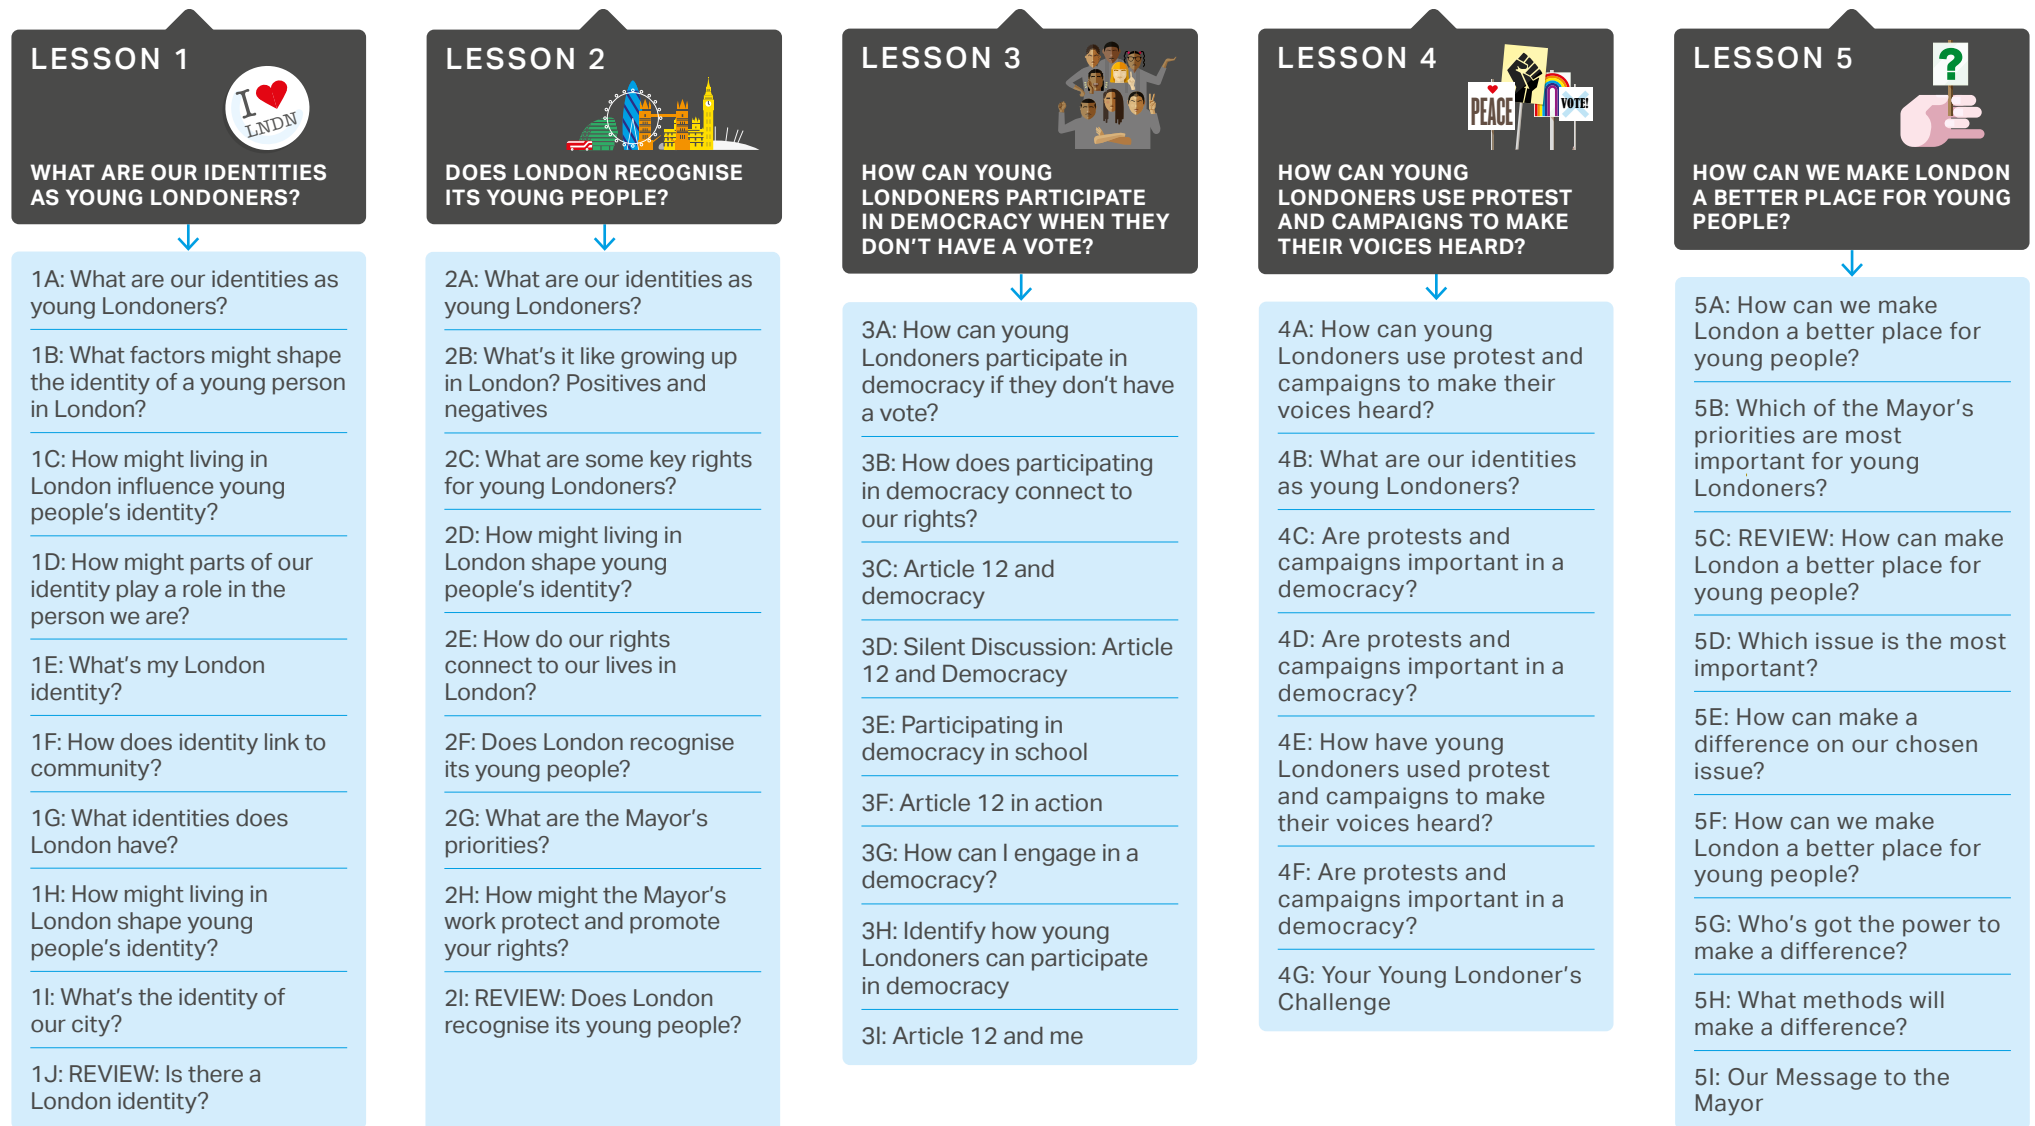 LESSON 1
I
LNDN
WHAT ARE OUR IDENTITIES
AS YOUNG LONDONERS?
1A: What are our identities as
young Londoners?
1B: What factors might shape
the identity of a young person
in London?
1C: How might living in
London influence young
people's identity?
1D: How might parts of our
identity play a role in the
person we are?
1E: What's my London
identity?
1F: How does identity link to
community?
1G: What identities does
London have?
1H: How might living in
London shape young
people's identity?
1I: What's the identity of
our city?
1J: REVIEW: Is there a
London identity?
LESSON 2
DOES LONDON RECOGNISE
ITS YOUNG PEOPLE?
2A: What are our identities as
young Londoners?
2B: What's it like growing up
in London? Positives and
negatives
2C: What are some key rights
for young Londoners?
2D: How might living in
London shape young
people's identity?
2E: How do our rights
connect to our lives in
London?
2F: Does London recognise
its young people?
2G: What are the Mayor's
priorities?
2H: How might the Mayor's
work protect and promote
your rights?
2I: REVIEW: Does London
recognise its young people?
LESSON 3
HOW CAN YOUNG
LONDONERS PARTICIPATE
IN DEMOCRACY WHEN THEY
DON'T HAVE A VOTE?
3A: How can young
Londoners participate in
democracy if they don't have
a vote?
3B: How does participating
in democracy connect to
our rights?
3C: Article 12 and
democracy
3D: Silent Discussion: Article
12 and Democracy
3E: Participating in
democracy in school
3F: Article 12 in action
3G: How can I engage in a
democracy?
3H: Identify how young
Londoners can participate
in democracy
3I: Article 12 and me
LESSON 4
PEACE
VOTE!
HOW CAN YOUNG
LONDONERS USE PROTEST
AND CAMPAIGNS TO MAKE
THEIR VOICES HEARD?
4A: How can young
Londoners use protest and
campaigns to make their
voices heard?
4B: What are our identities
as young Londoners?
4C: Are protests and
campaigns important in a
democracy?
4D: Are protests and
campaigns important in a
democracy?
4E: How have young
Londoners used protest
and campaigns to make
their voices heard?
4F: Are protests and
campaigns important in a
democracy?
4G: Your Young Londoner's
Challenge
LESSON 5
?
HOW CAN WE MAKE LONDON
A BETTER PLACE FOR YOUNG
PEOPLE?
5A: How can we make
London a better place for
young people?
5B: Which of the Mayor's
priorities are most
important for young
Londoners?
5C: REVIEW: How can make
London a better place for
young people?
5D: Which issue is the most
important?
5E: How can make a
difference on our chosen
issue?
5F: How can we make
London a better place for
young people?
5G: Who's got the power to
make a difference?
5H: What methods will
make a difference?
5I: Our Message to the
Mayor